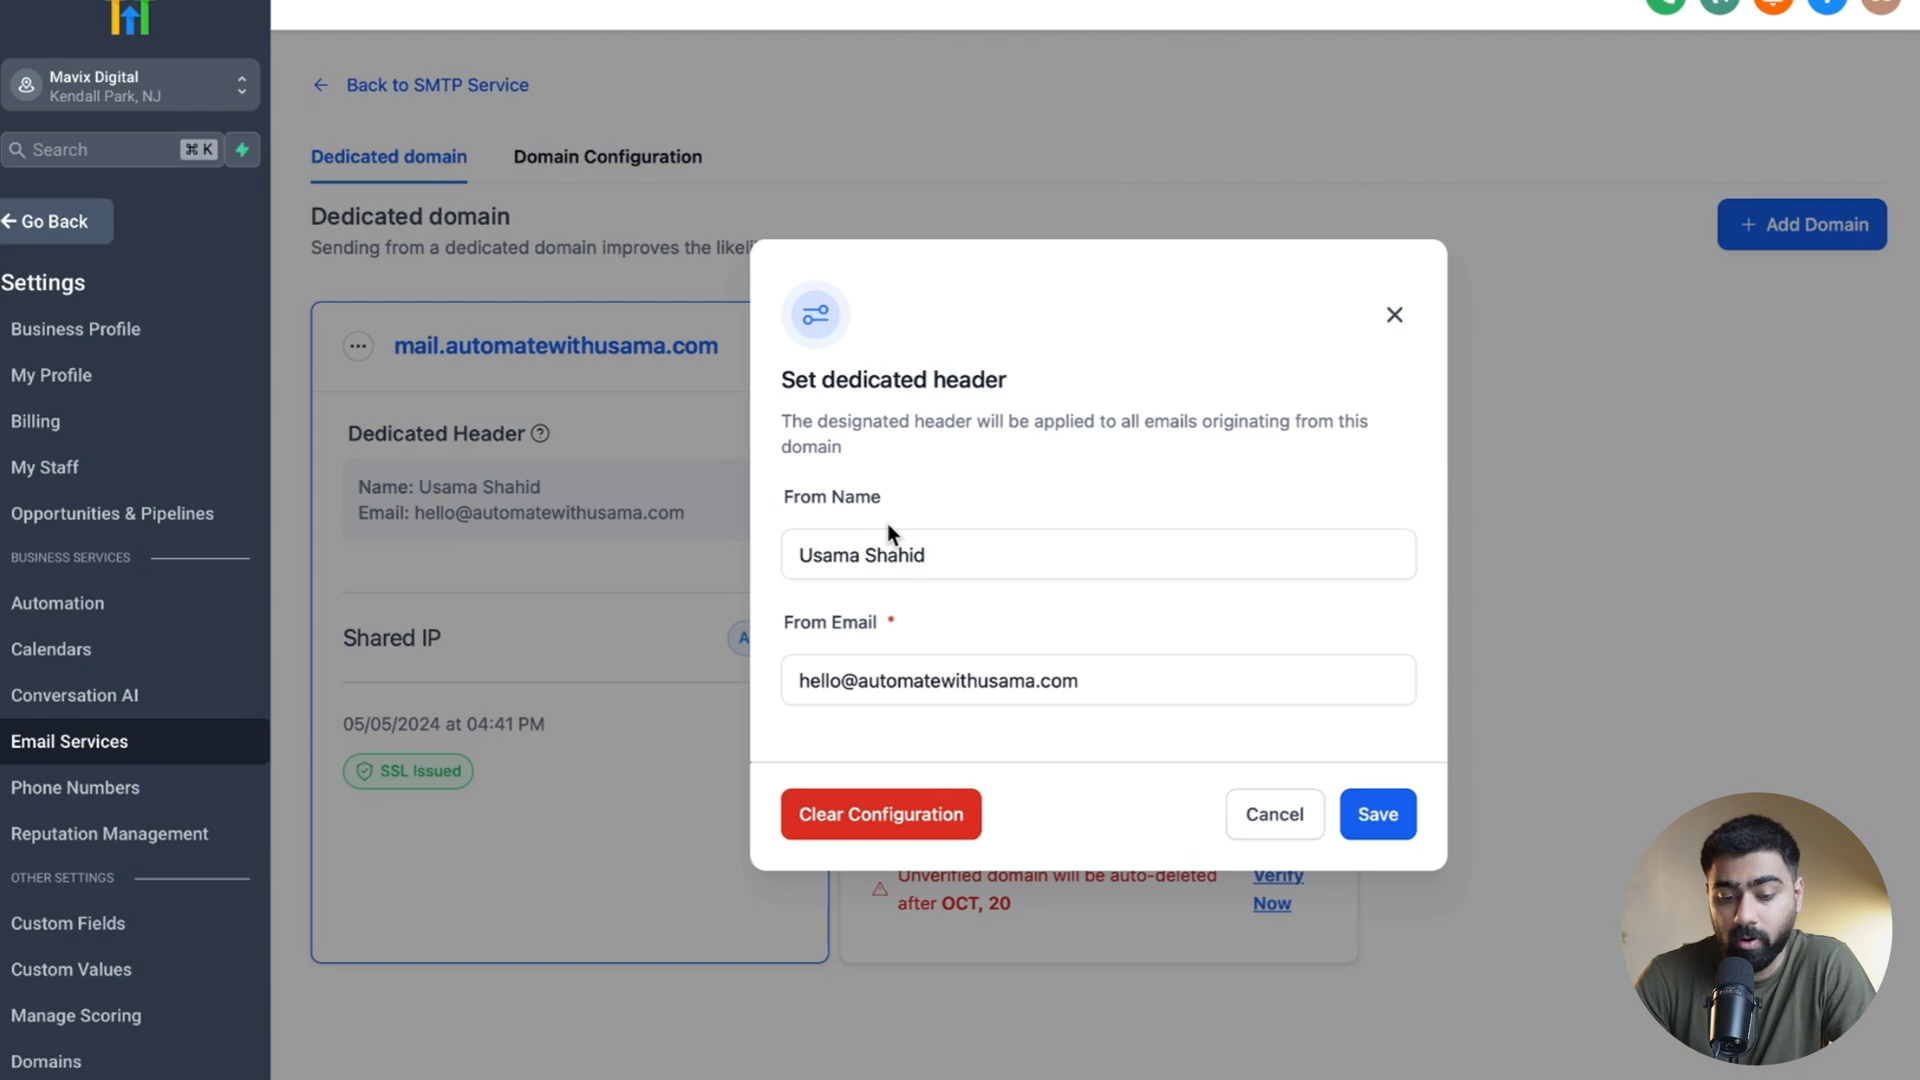 Mavix Digital
Kendall Park, NJ
Search
⌘ K
← Go Back
Settings
Business Profile
My Profile
Billing
My Staff
Opportunities & Pipelines
BUSINESS SERVICES
Automation
Calendars
Conversation AI
Email Services
Phone Numbers
Reputation Management
OTHER SETTINGS
Custom Fields
Custom Values
Manage Scoring
Domains
← Back to SMTP Service
Dedicated domain
Domain Configuration
Dedicated domain
Sending from a dedicated domain improves the
+ Add Domain
mail.automatewithusama.com
Dedicated Header
Name: Usama Shahid
Email: hello@automatewithusama.com
Shared IP
05/05/2024 at 04:41 PM
SSL Issued
Set dedicated header
The designated header will be applied to all emails originating from this
domain
From Name
Usama Shahid
From Email *
hello@automatewithusama.com
Clear Configuration
Cancel
Save
Unverified domain will be auto-deleted
after OCT, 20
Verify
Now